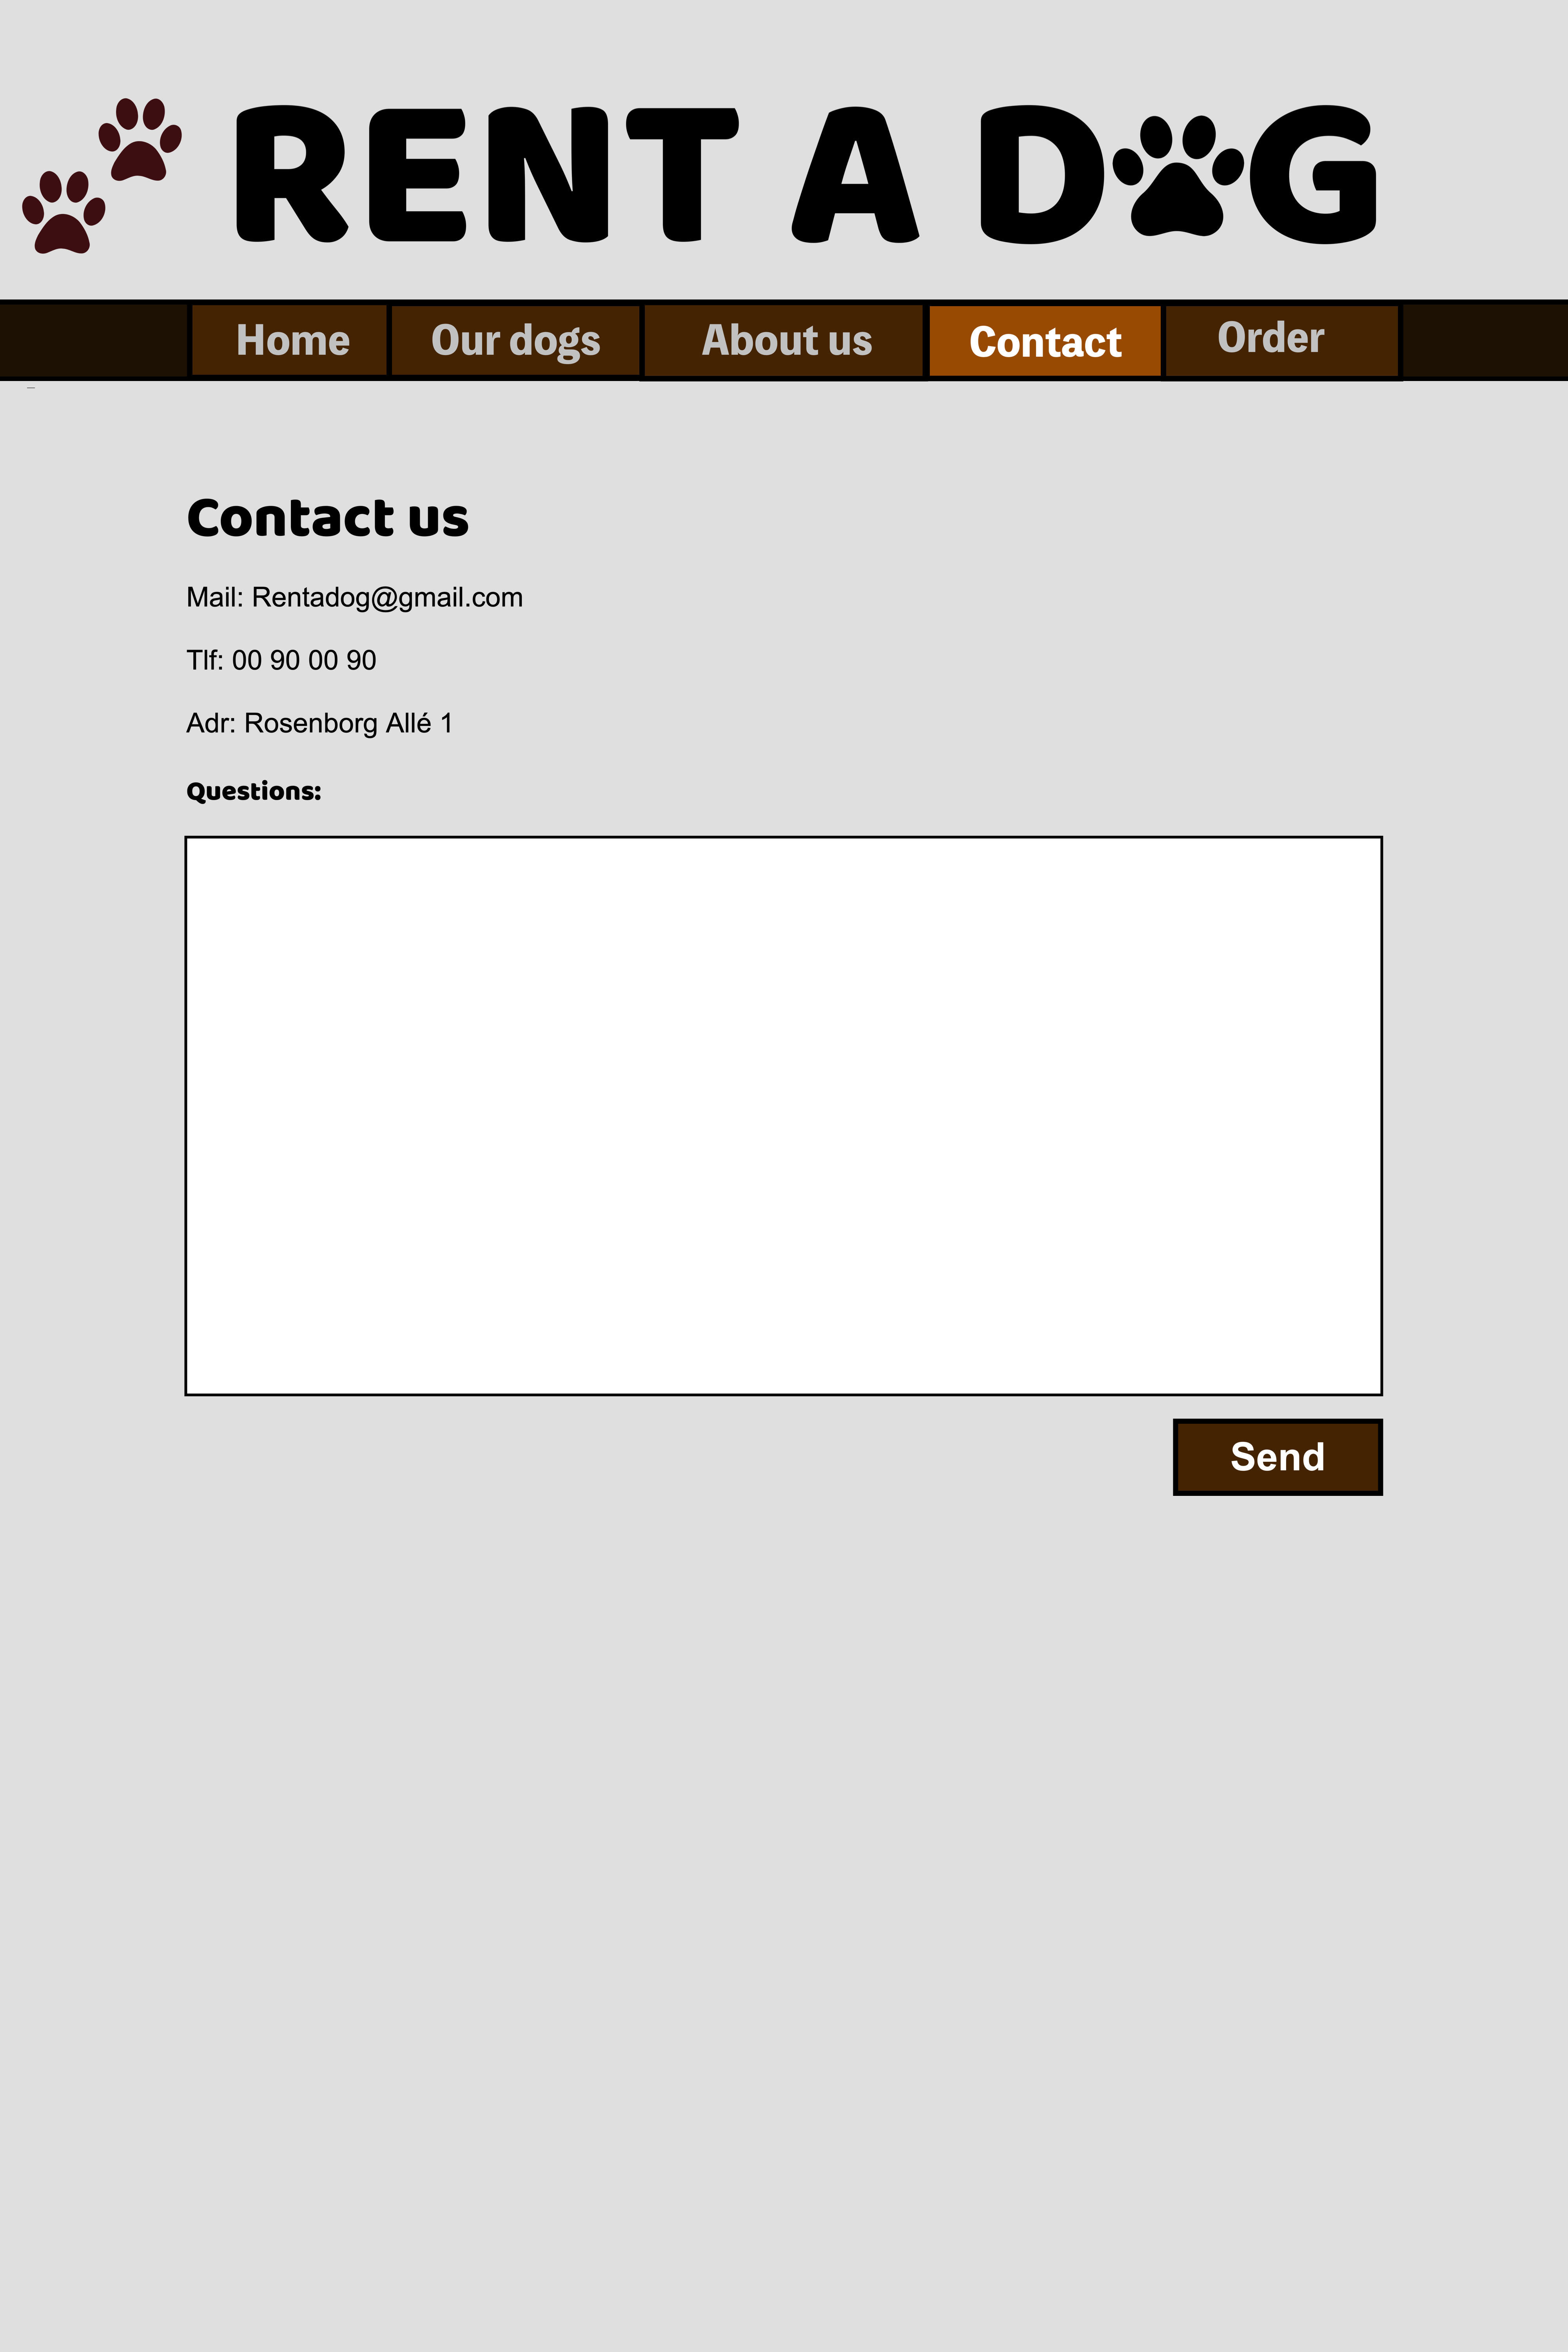 RENT A DOG
Home Our dogs About us Contact Order
Contact us
Mail: Rentadog@gmail.com
Tlf: 00 90 00 90
Adr: Rosenborg Allé 1
Questions:
Send